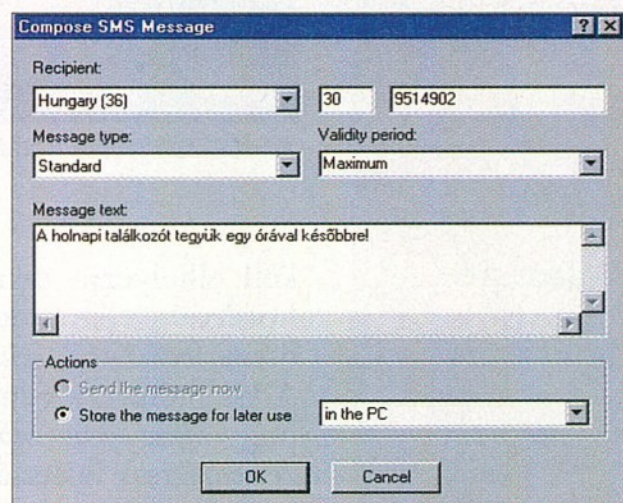 Compose SMS Message
Recipient:
Hungary (36) 30 9514902
Message type: Validity period:
Standard Maximum
Message text:
A holnapi találkozót tegyük egy órával késõbbre!
Actions
Send the message now
Store the message for later use in the PC
OK Cancel